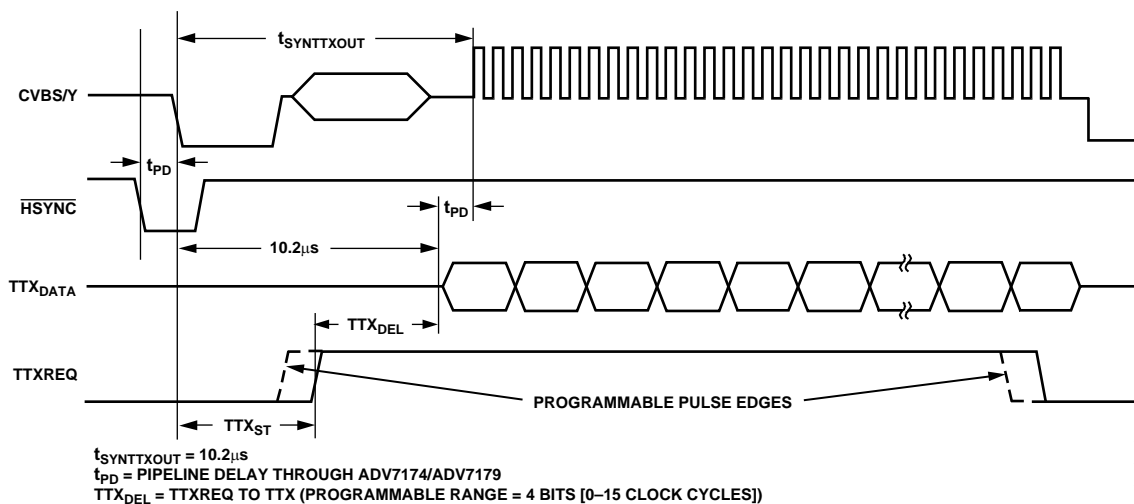 tSYNTTXOUT
CVBS/Y
tPD
HSYNC
tPD
10.2μs
TTXDATA
TTXDEL
TTXREQ
PROGRAMMABLE PULSE EDGES
TTXST
tSYNTTXOUT = 10.2μs
tPD = PIPELINE DELAY THROUGH ADV7174/ADV7179
TTXDEL = TTXREQ TO TTX (PROGRAMMABLE RANGE = 4 BITS [0–15 CLOCK CYCLES])